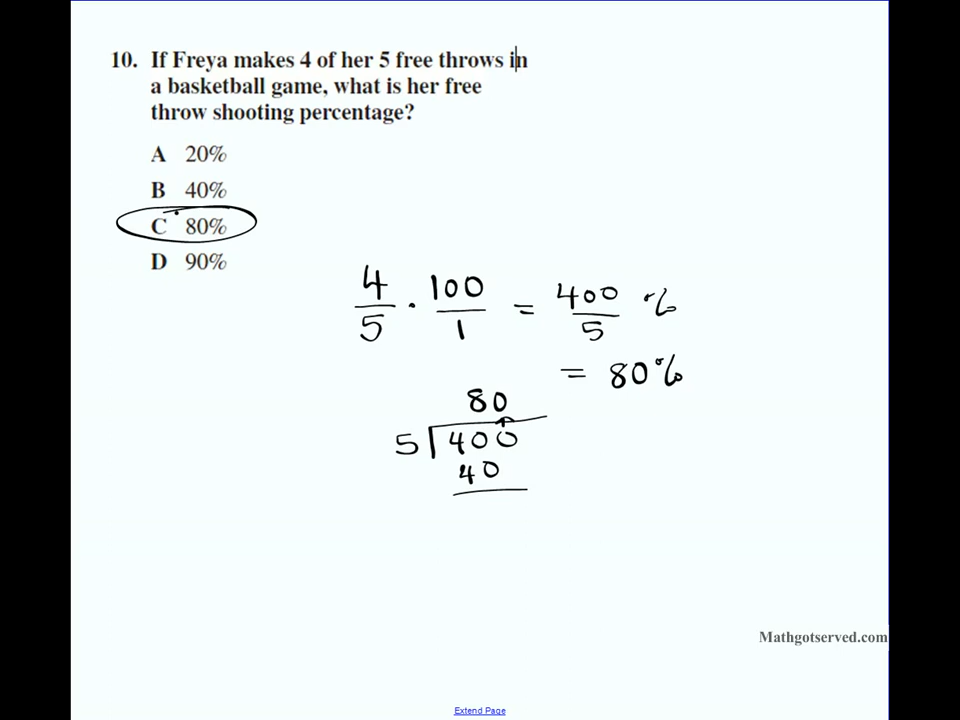 10. If Freya makes 4 of her 5 free throws in
a basketball game, what is her free
throw shooting percentage?
A 20%
B 40%
C 80%
D 90%
4/5 · 100/1 = 400/5 %
= 80%
80
5 400
40
Mathgotserved.com
Extend Page